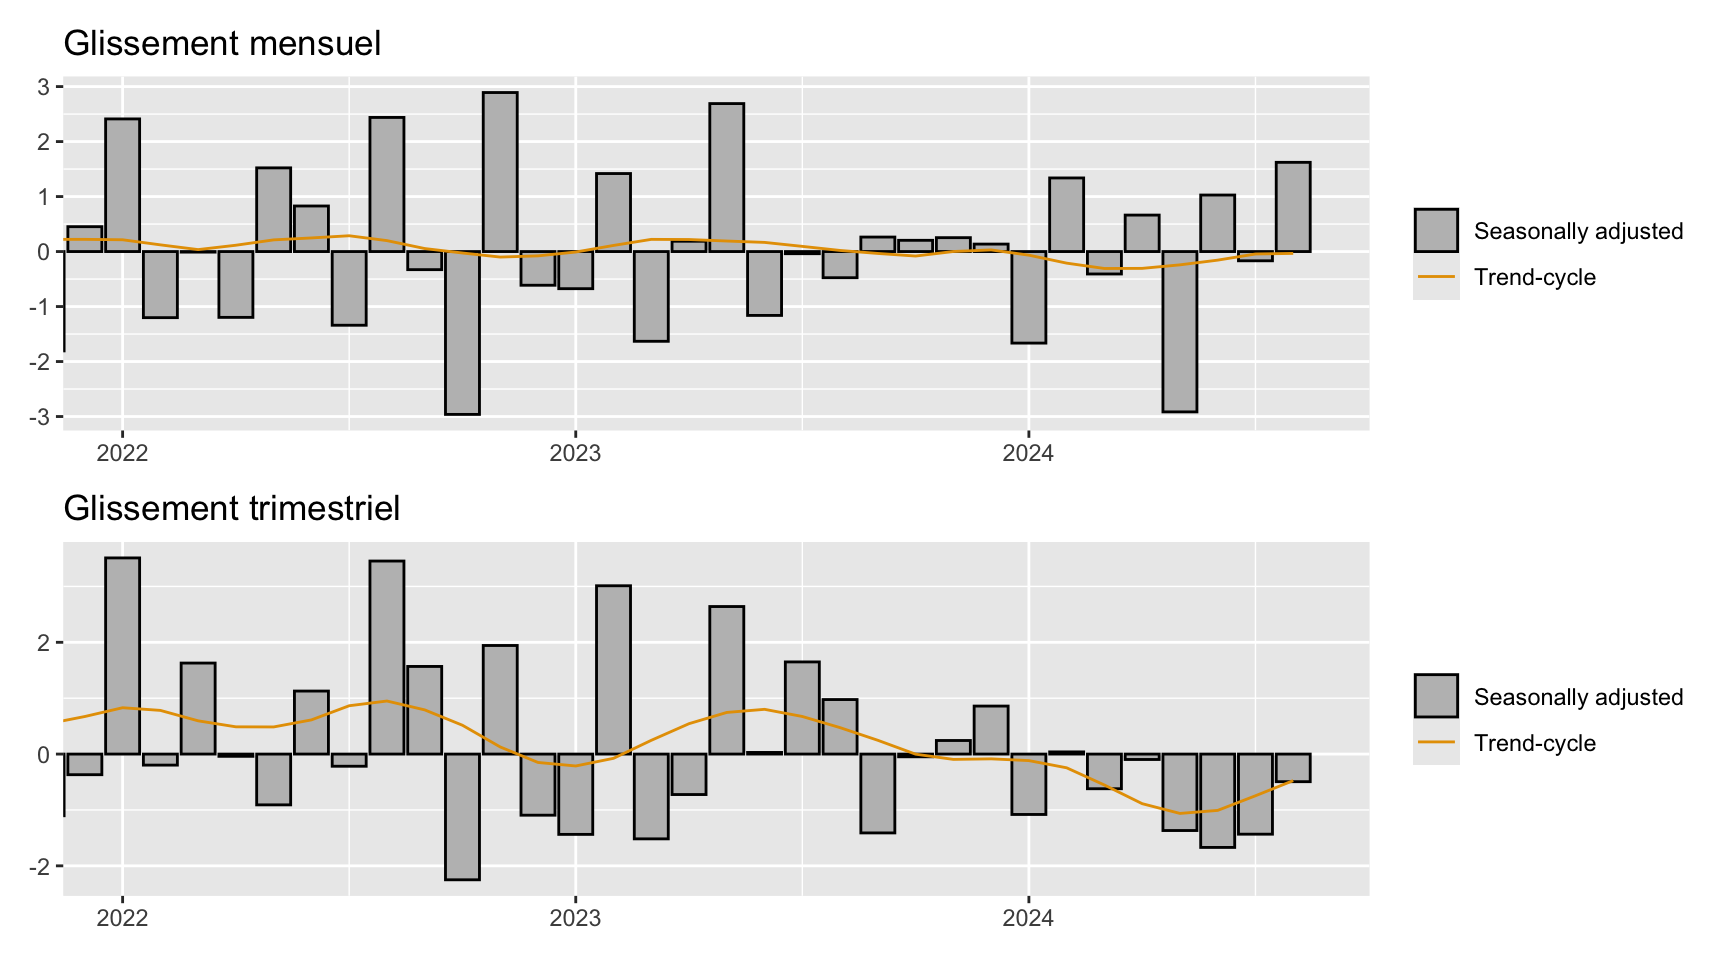 Glissement mensuel
3
2
1
0
-1
-2
-3
2022 2023 2024
Seasonally adjusted
Trend-cycle
Glissement trimestriel
2
0
-2
2022 2023 2024
Seasonally adjusted
Trend-cycle